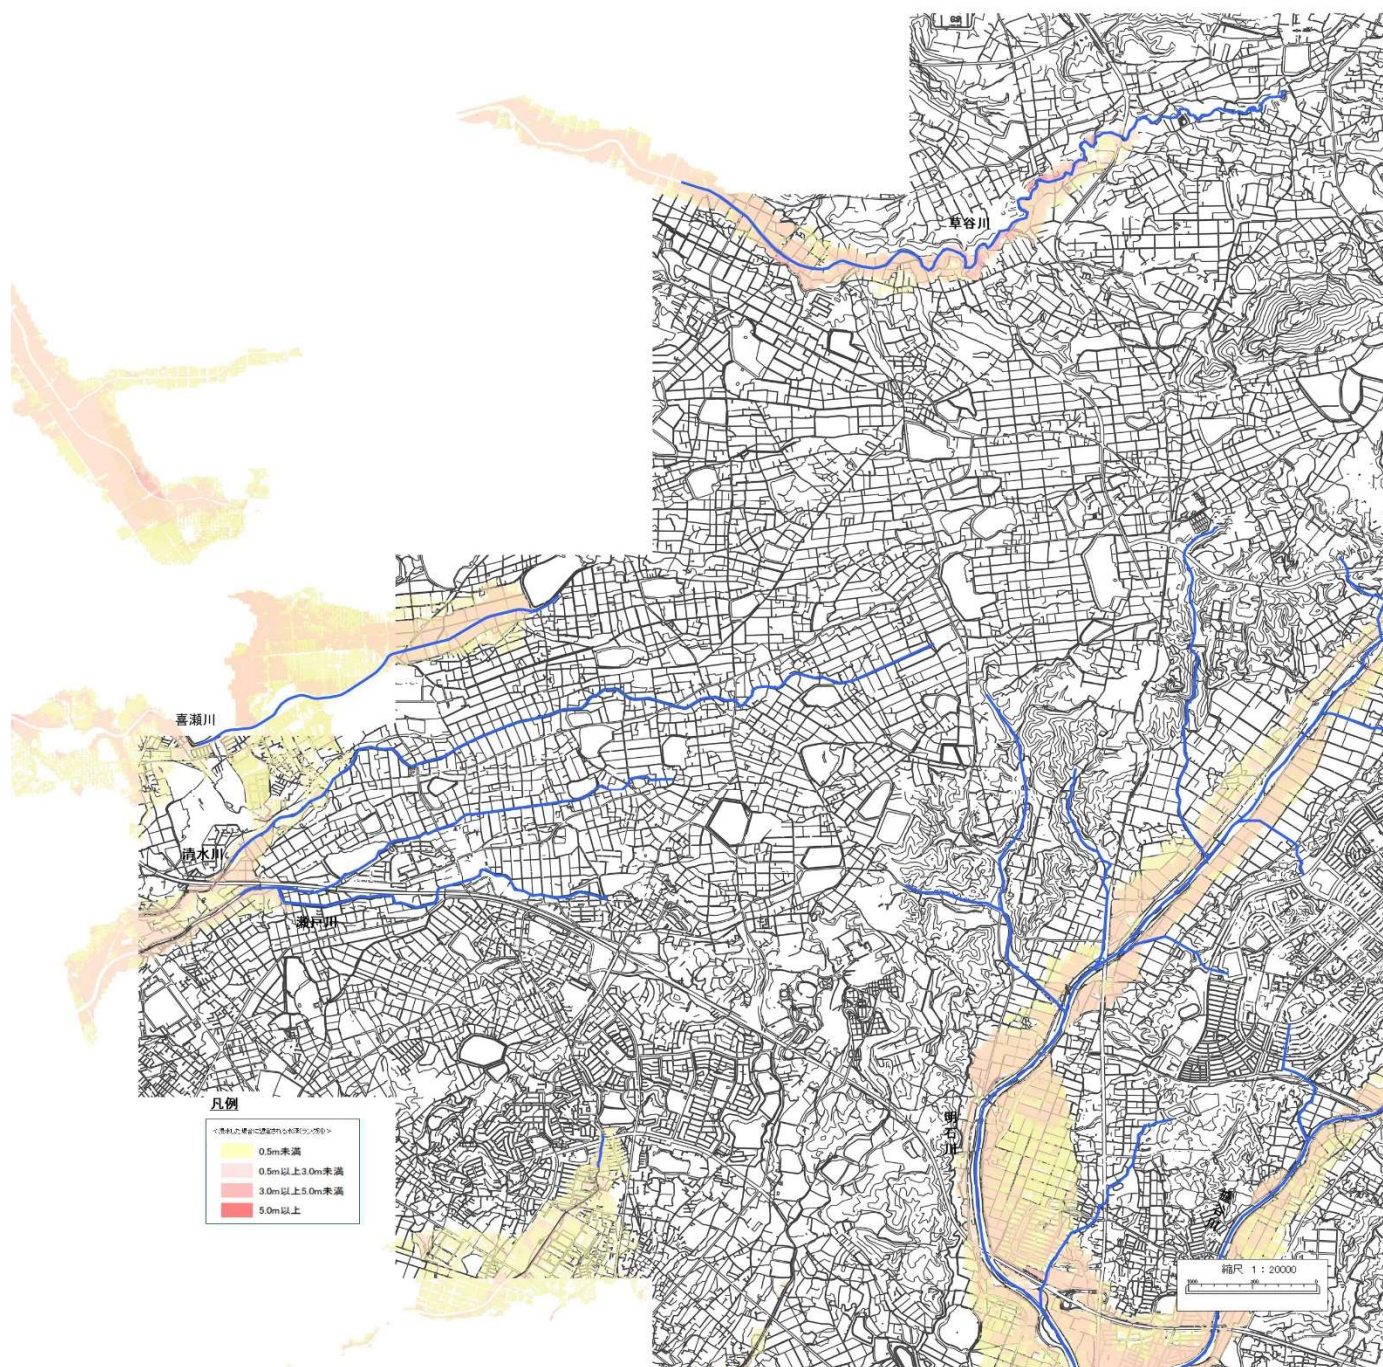 草谷川
喜瀬川
清水川
瀬戸川
明石川
凡例
0.5m未満
0.5m以上3.0m未満
3.0m以上5.0m未満
5.0m以上
縮尺 1：20000